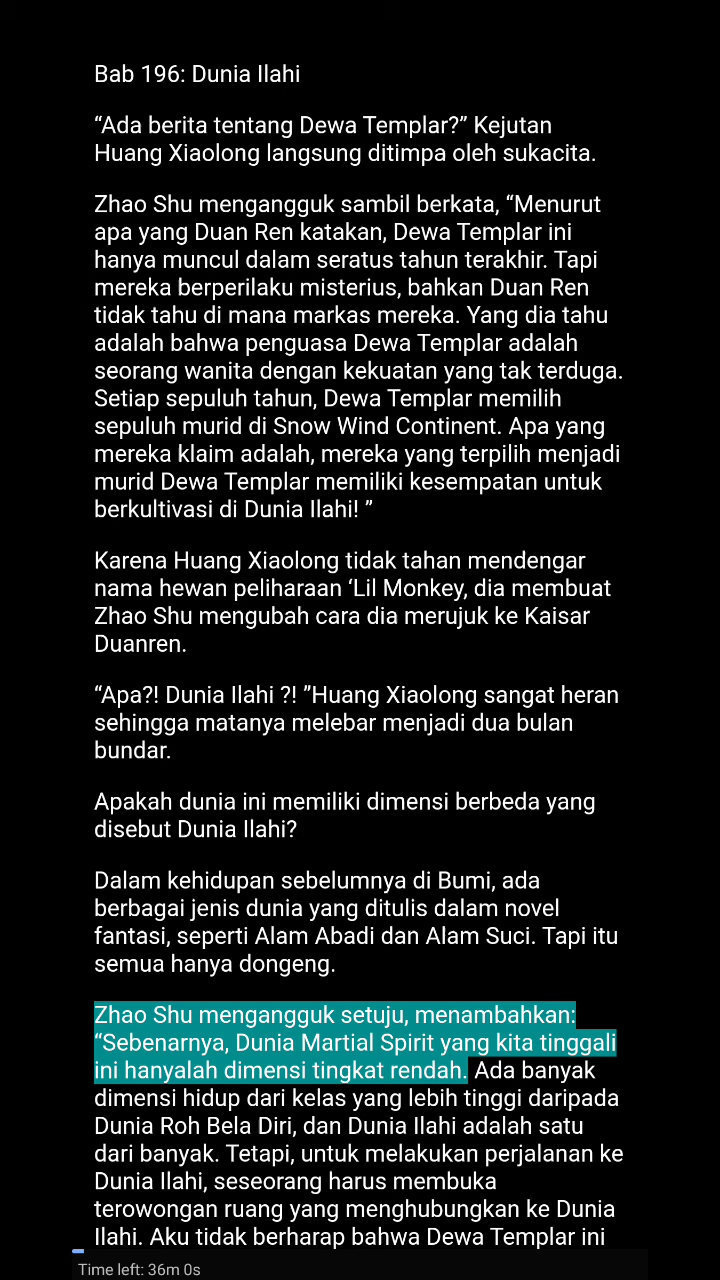 Bab 196: Dunia Ilahi
“Ada berita tentang Dewa Templar?” Kejutan
Huang Xiaolong langsung ditimpa oleh sukacita.
Zhao Shu mengangguk sambil berkata, “Menurut
apa yang Duan Ren katakan, Dewa Templar ini
hanya muncul dalam seratus tahun terakhir. Tapi
mereka berperilaku misterius, bahkan Duan Ren
tidak tahu di mana markas mereka. Yang dia tahu
adalah bahwa penguasa Dewa Templar adalah
seorang wanita dengan kekuatan yang tak terduga.
Setiap sepuluh tahun, Dewa Templar memilih
sepuluh murid di Snow Wind Continent. Apa yang
mereka klaim adalah, mereka yang terpilih menjadi
murid Dewa Templar memiliki kesempatan untuk
berkultivasi di Dunia Ilahi! ”
Karena Huang Xiaolong tidak tahan mendengar
nama hewan peliharaan ‘Lil Monkey, dia membuat
Zhao Shu mengubah cara dia merujuk ke Kaisar
Duanren.
“Apa?! Dunia Ilahi ?! ”Huang Xiaolong sangat heran
sehingga matanya melebar menjadi dua bulan
bundar.
Apakah dunia ini memiliki dimensi berbeda yang
disebut Dunia Ilahi?
Dalam kehidupan sebelumnya di Bumi, ada
berbagai jenis dunia yang ditulis dalam novel
fantasi, seperti Alam Abadi dan Alam Suci. Tapi itu
semua hanya dongeng.
Zhao Shu mengangguk setuju, menambahkan:
“Sebenarnya, Dunia Martial Spirit yang kita tinggali
ini hanyalah dimensi tingkat rendah. Ada banyak
dimensi hidup dari kelas yang lebih tinggi daripada
Dunia Roh Bela Diri, dan Dunia Ilahi adalah satu
dari banyak. Tetapi, untuk melakukan perjalanan ke
Dunia Ilahi, seseorang harus membuka
terowongan ruang yang menghubungkan ke Dunia
Ilahi. Aku tidak berharap bahwa Dewa Templar ini
Time left: 36m 0s